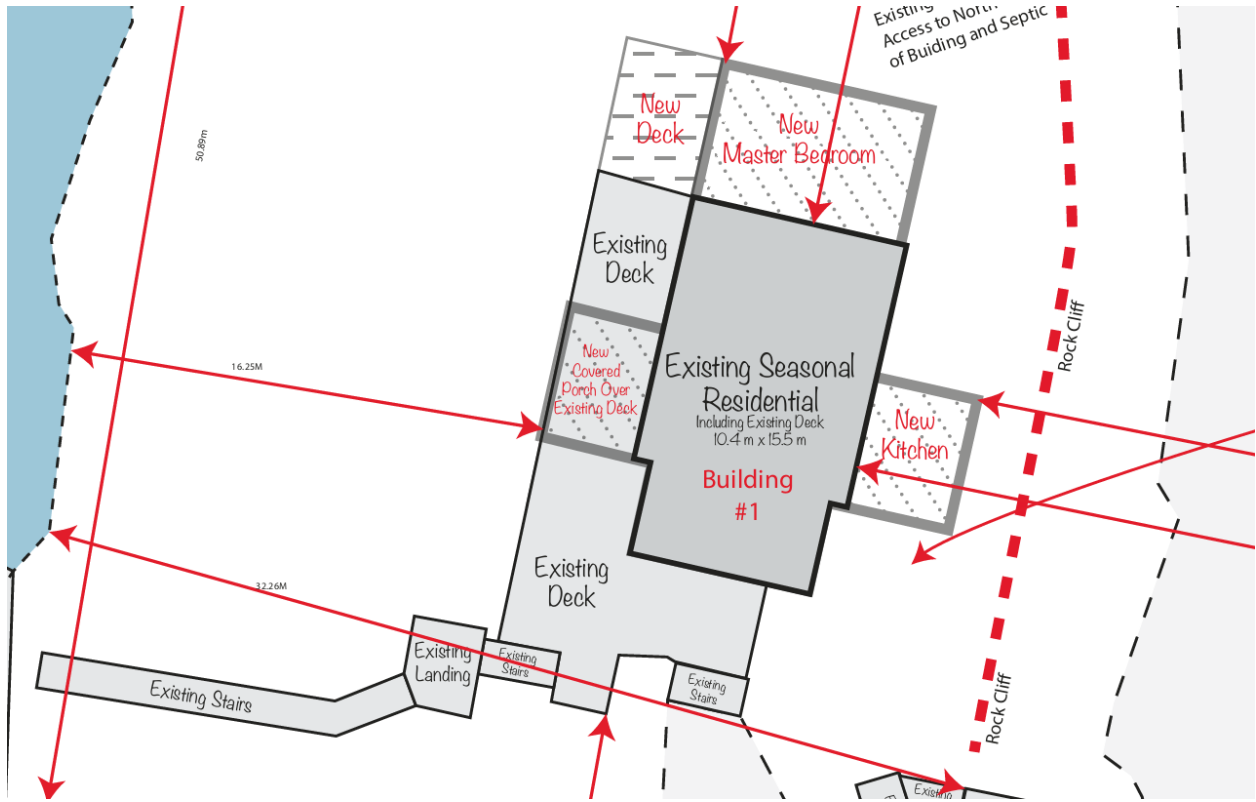 Existing
Access to North
of Buiding and Septic
New
Deck
New
Master Bedroom
50.89m
Existing
Deck
Rock Cliff
16.25M
New
Covered
Porch Over
Existing Deck
Existing Seasonal
Residential
Including Existing Deck
10.4 m x 15.5 m
Building
#1
New
Kitchen
Existing
Deck
32.26M
Existing
Landing
Existing
Stairs
Existing Stairs
Existing
Stairs
Rock Cliff
Existing